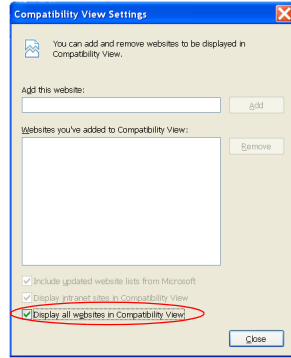 Compatibility View Settings
You can add and remove websites to be displayed in
Compatibility View.
Add this website:
Add
Websites you've added to Compatibility View:
Remove
Include updated website lists from Microsoft
Display intranet sites in Compatibility View
Display all websites in Compatibility View
Close